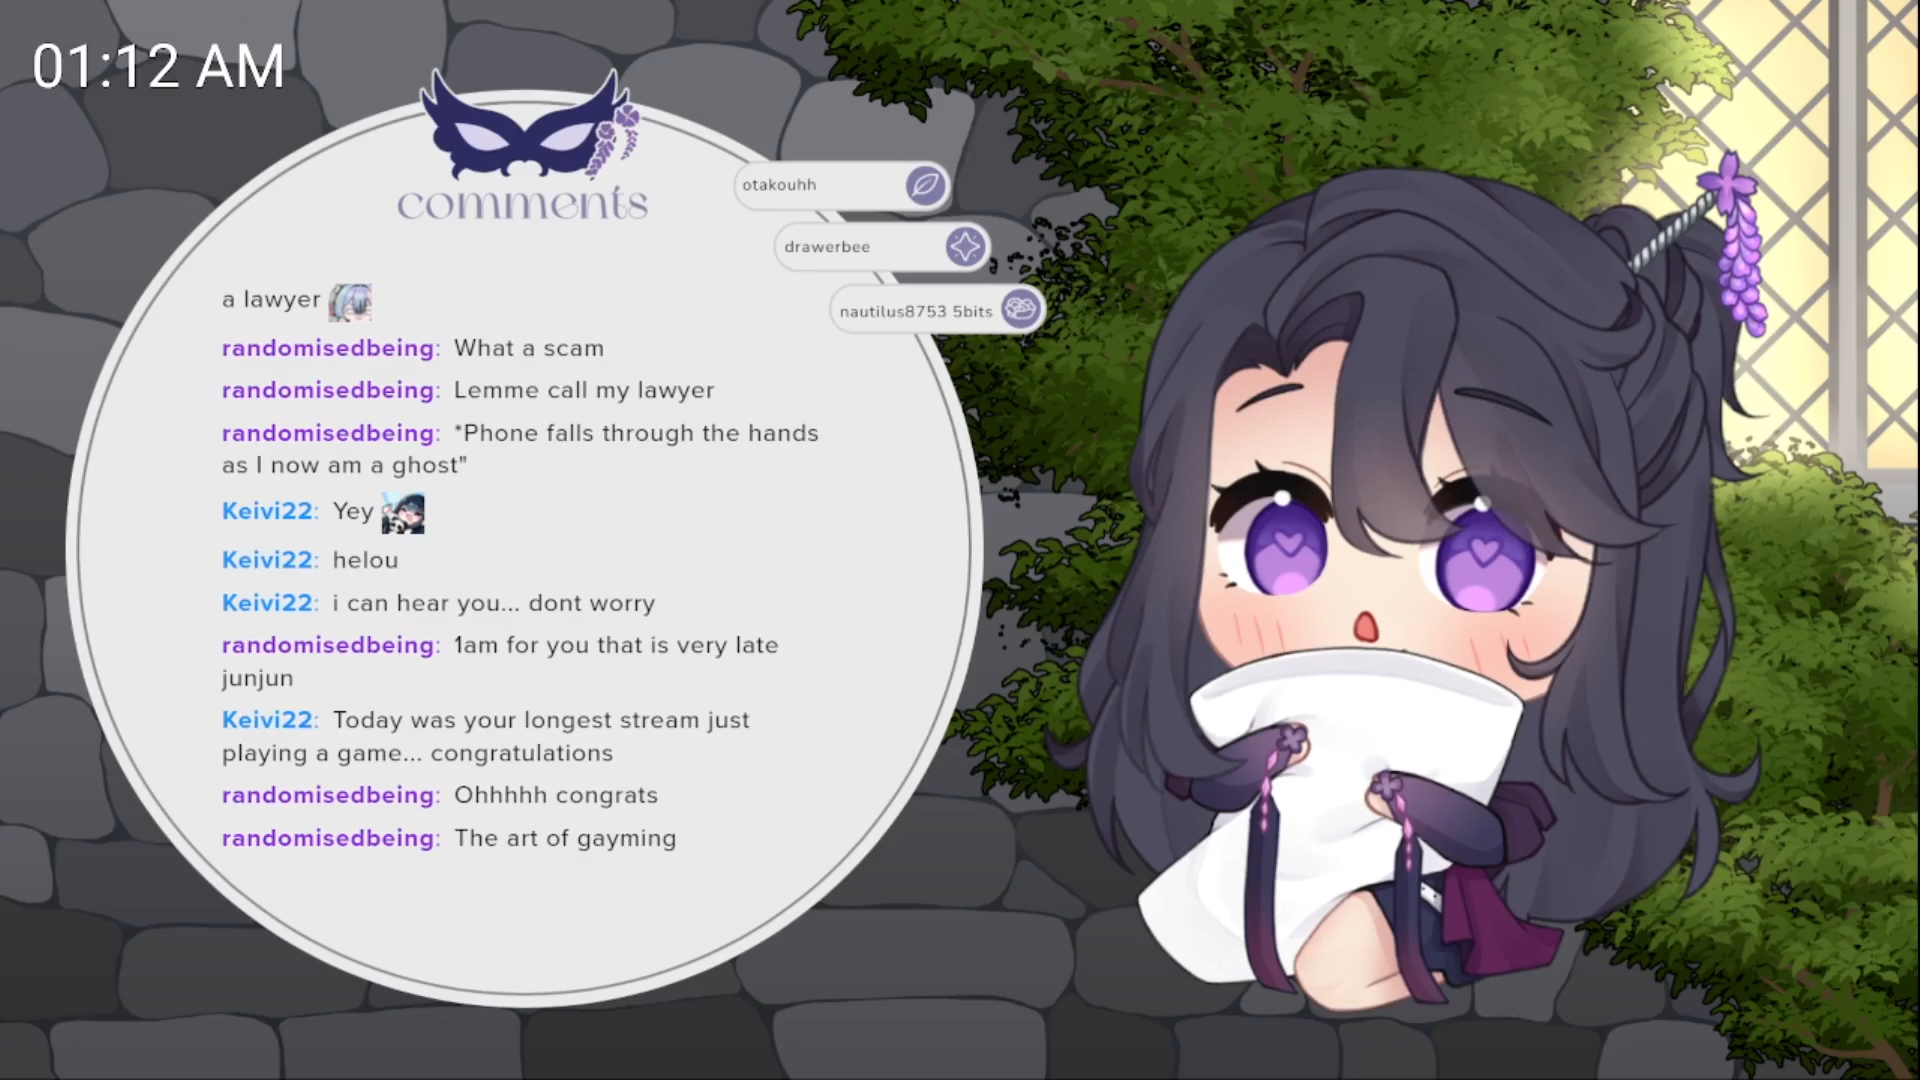 01:12 AM
comments
otakouhh
drawerbee
nautilus8753 5bits
a lawyer
randomisedbeing: What a scam
randomisedbeing: Lemme call my lawyer
randomisedbeing: *Phone falls through the hands
as I now am a ghost"
Keivi22: Yey
Keivi22: helou
Keivi22: i can hear you... dont worry
randomisedbeing: 1am for you that is very late
junjun
Keivi22: Today was your longest stream just
playing a game... congratulations
randomisedbeing: Ohhhhh congrats
randomisedbeing: The art of gayming